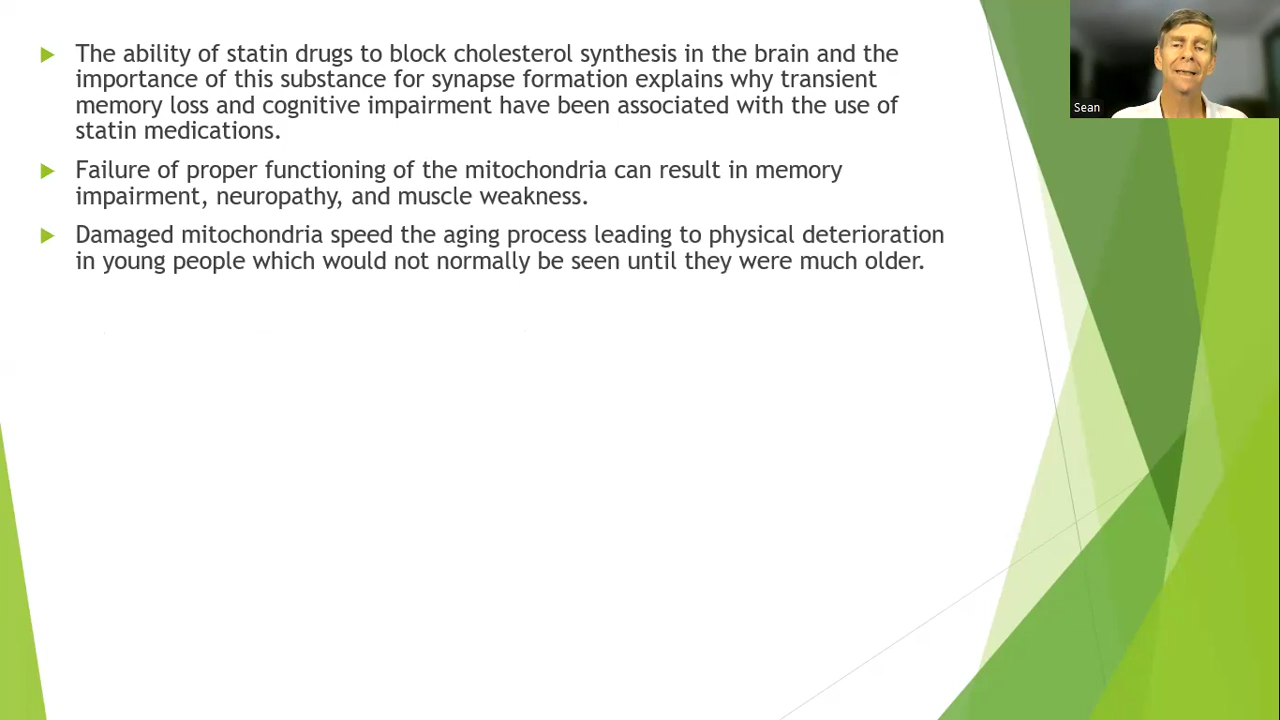 The ability of statin drugs to block cholesterol synthesis in the brain and the
importance of this substance for synapse formation explains why transient
memory loss and cognitive impairment have been associated with the use of
statin medications.
Failure of proper functioning of the mitochondria can result in memory
impairment, neuropathy, and muscle weakness.
Damaged mitochondria speed the aging process leading to physical deterioration
in young people which would not normally be seen until they were much older.
Sean